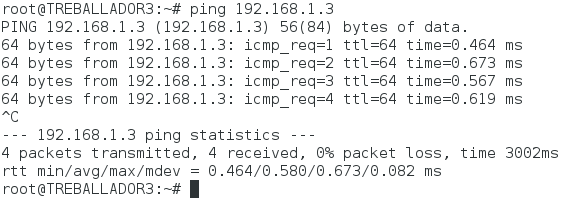 root@TREBALLADOR3:~# ping 192.168.1.3
PING 192.168.1.3 (192.168.1.3) 56(84) bytes of data.
64 bytes from 192.168.1.3: icmp_req=1 ttl=64 time=0.464 ms
64 bytes from 192.168.1.3: icmp_req=2 ttl=64 time=0.673 ms
64 bytes from 192.168.1.3: icmp_req=3 ttl=64 time=0.567 ms
64 bytes from 192.168.1.3: icmp_req=4 ttl=64 time=0.619 ms
^C
--- 192.168.1.3 ping statistics ---
4 packets transmitted, 4 received, 0% packet loss, time 3002ms
rtt min/avg/max/mdev = 0.464/0.580/0.673/0.082 ms
root@TREBALLADOR3:~#